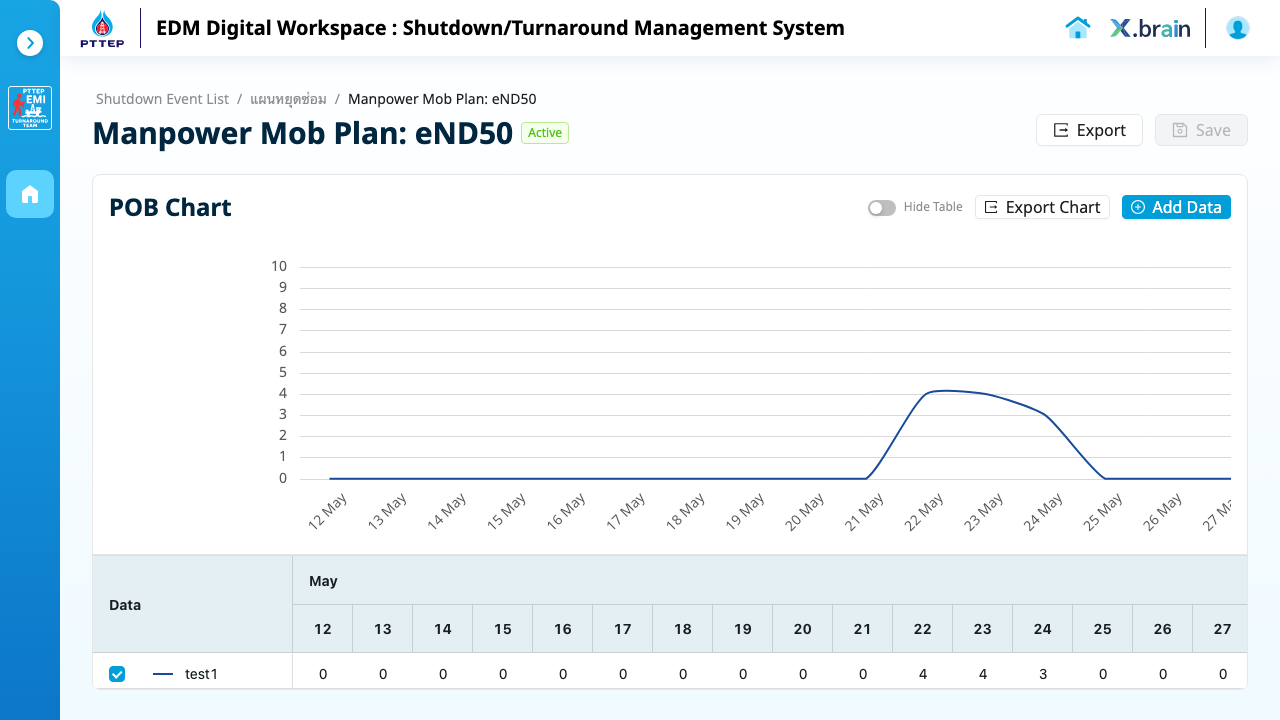 PTTEP
EDM Digital Workspace : Shutdown/Turnaround Management System
X.brain
PTTEP
EMI
TURNAROUND
TEAM
Shutdown Event List / แผนหยุดซ่อม / Manpower Mob Plan: eND50
Manpower Mob Plan: eND50 Active
Export Save
POB Chart
Hide Table Export Chart Add Data
10
9
8
7
6
5
4
3
2
1
0
12 May 13 May 14 May 15 May 16 May 17 May 18 May 19 May 20 May 21 May 22 May 23 May 24 May 25 May 26 May 27 Ma
Data May
12 13 14 15 16 17 18 19 20 21 22 23 24 25 26 27
test1 0 0 0 0 0 0 0 0 0 0 4 4 3 0 0 0